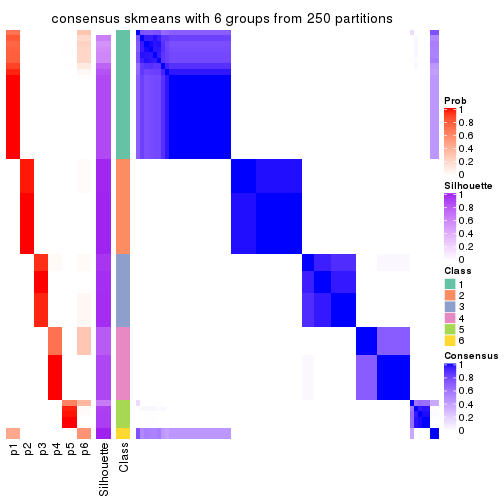 consensus skmeans with 6 groups from 250 partitions
Prob
1
0.8
0.6
0.4
0.2
0
Silhouette
1
0.8
0.6
0.4
0.2
0
Class
1
2
3
4
5
6
Consensus
1
0.8
0.6
0.4
0.2
0
p1
p2
p3
p4
p5
p6
Silhouette
Class